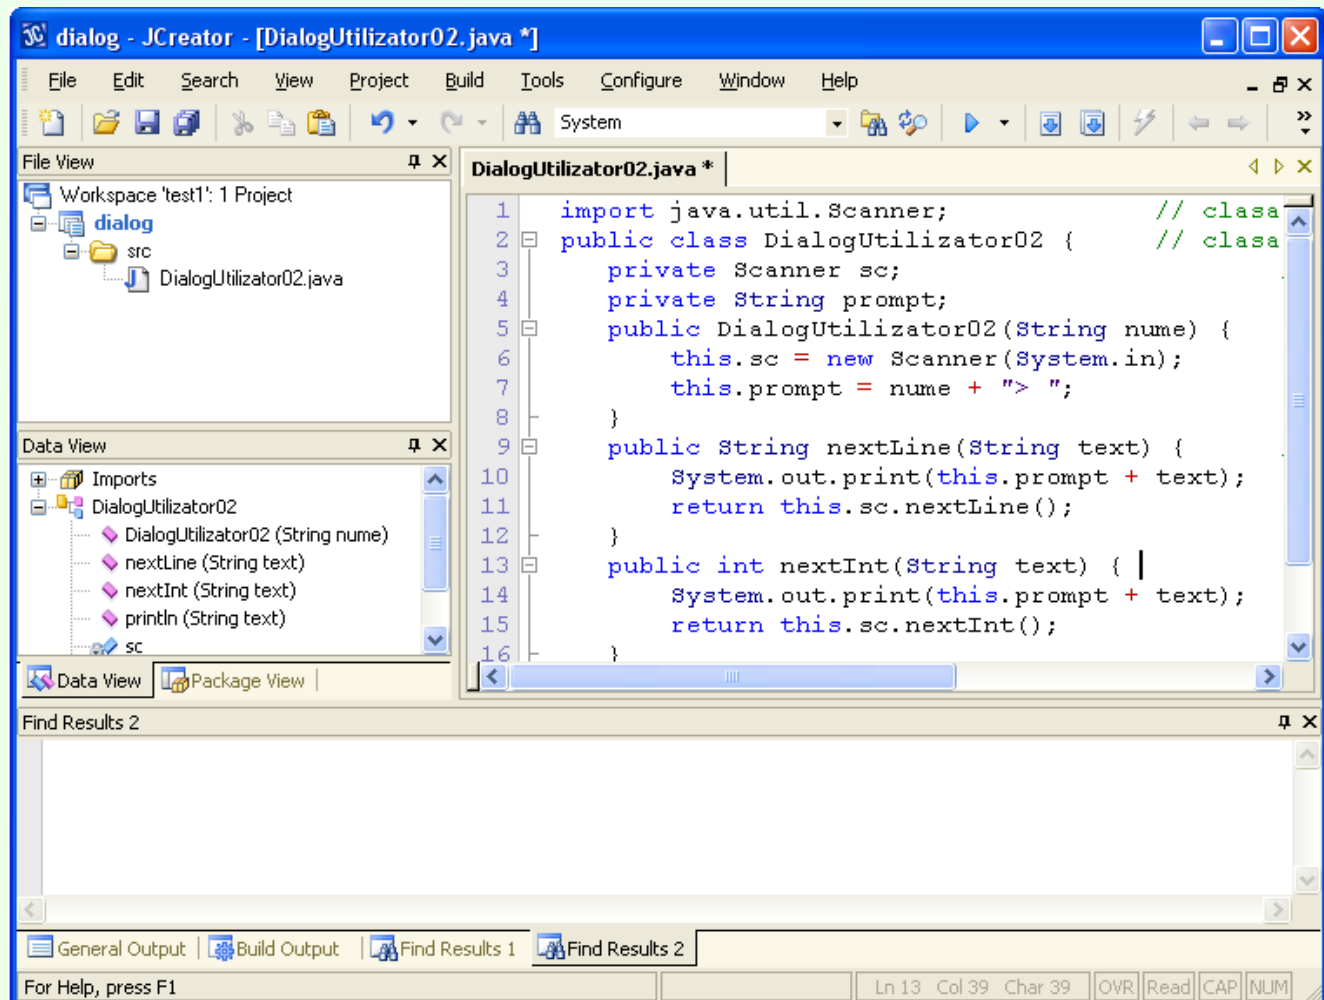 dialog - JCreator - [DialogUtilizator02.java *]
File Edit Search View Project Build Tools Configure Window Help
System
File View
Workspace 'test1': 1 Project
dialog
src
DialogUtilizator02.java
Data View
Imports
DialogUtilizator02
DialogUtilizator02 (String nume)
nextLine (String text)
nextInt (String text)
println (String text)
sc
Data View Package View
DialogUtilizator02.java *
1 import java.util.Scanner; // clasa
2 public class DialogUtilizator02 { // clasa
3 private Scanner sc;
4 private String prompt;
5 public DialogUtilizator02(String nume) {
6 this.sc = new Scanner(System.in);
7 this.prompt = nume + "> ";
8 }
9 public String nextLine(String text) {
10 System.out.print(this.prompt + text);
11 return this.sc.nextLine();
12 }
13 public int nextInt(String text) {
14 System.out.print(this.prompt + text);
15 return this.sc.nextInt();
16 }
Find Results 2
General Output Build Output Find Results 1 Find Results 2
For Help, press F1 Ln 13 Col 39 Char 39 OVR Read CAP NUM